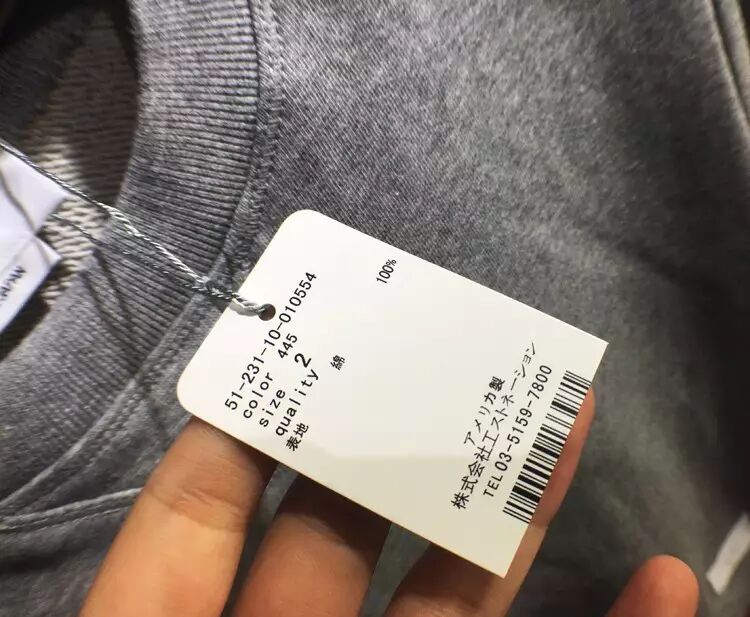 51-231-10-010554
color 445
size 2
quality
表地 綿 100%
アメリカ製
株式会社エストネーション
TEL03-5159-7800